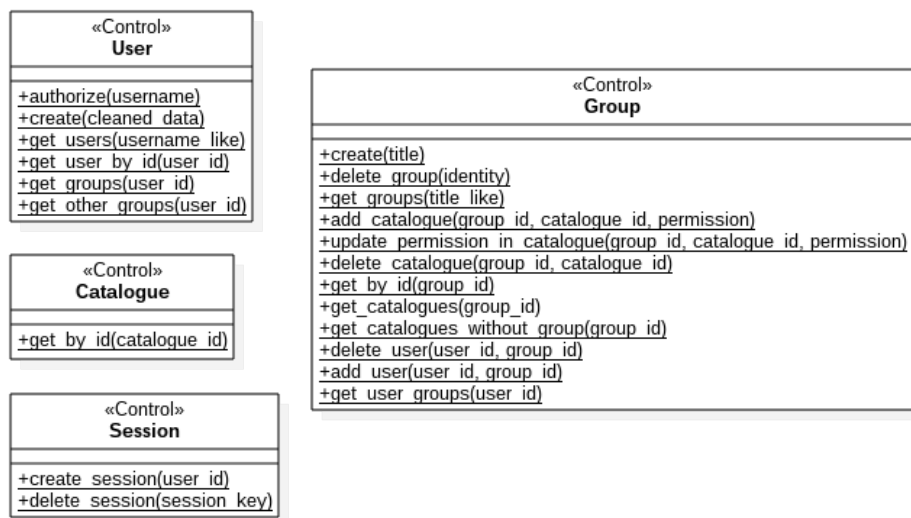 «Control»
User
+authorize(username)
+create(cleaned_data)
+get_users(username_like)
+get_user_by_id(user_id)
+get_groups(user_id)
+get_other_groups(user_id)
«Control»
Catalogue
+get_by_id(catalogue_id)
«Control»
Session
+create_session(user_id)
+delete_session(session_key)
«Control»
Group
+create(title)
+delete_group(identity)
+get_groups(title_like)
+add_catalogue(group_id, catalogue_id, permission)
+update_permission_in_catalogue(group_id, catalogue_id, permission)
+delete_catalogue(group_id, catalogue_id)
+get_by_id(group_id)
+get_catalogues(group_id)
+get_catalogues_without_group(group_id)
+delete_user(user_id, group_id)
+add_user(user_id, group_id)
+get_user_groups(user_id)